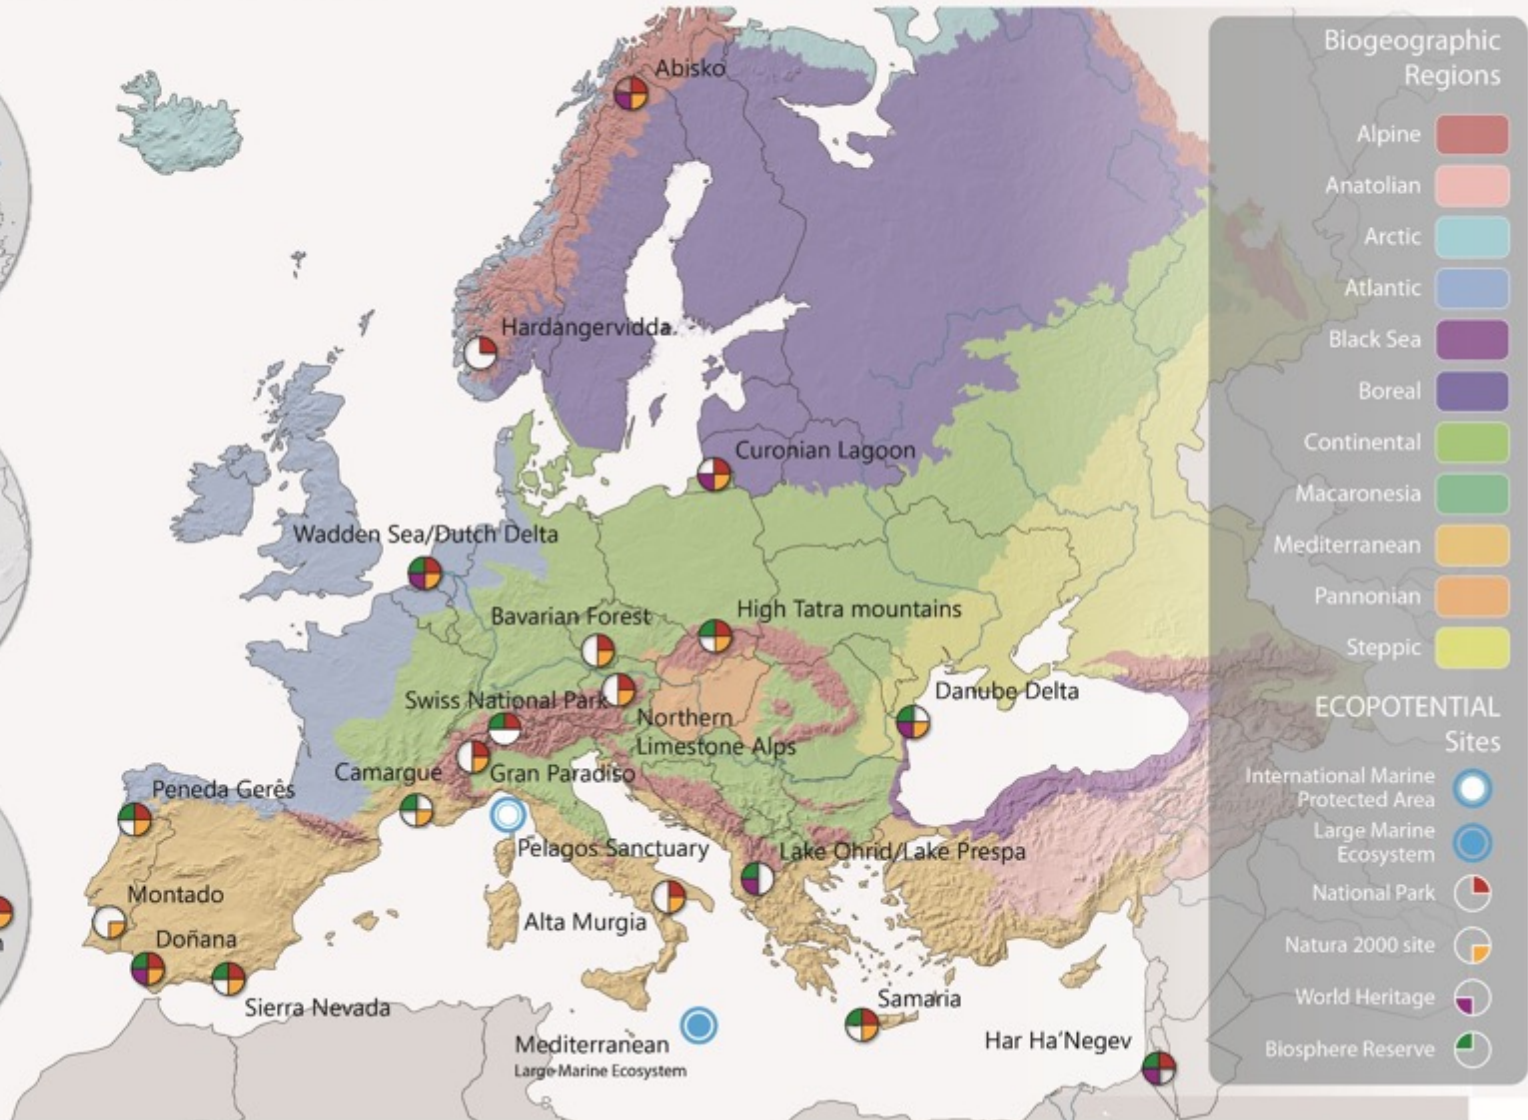 Abisko
Hardangervidda
Curonian Lagoon
Wadden Sea/Dutch Delta
Bavarian Forest
High Tatra mountains
Swiss National Park
Northern
Limestone Alps
Danube Delta
Camargue
Gran Paradiso
Peneda Gerês
Pelagos Sanctuary
Lake Ohrid/Lake Prespa
Montado
Alta Murgia
Doñana
Sierra Nevada
Samaria
Mediterranean
Large Marine Ecosystem
Har Ha'Negev
Biogeographic
Regions
Alpine
Anatolian
Arctic
Atlantic
Black Sea
Boreal
Continental
Macaronesia
Mediterranean
Pannonian
Steppic
ECOPOTENTIAL
Sites
International Marine
Protected Area
Large Marine
Ecosystem
National Park
Natura 2000 site
World Heritage
Biosphere Reserve